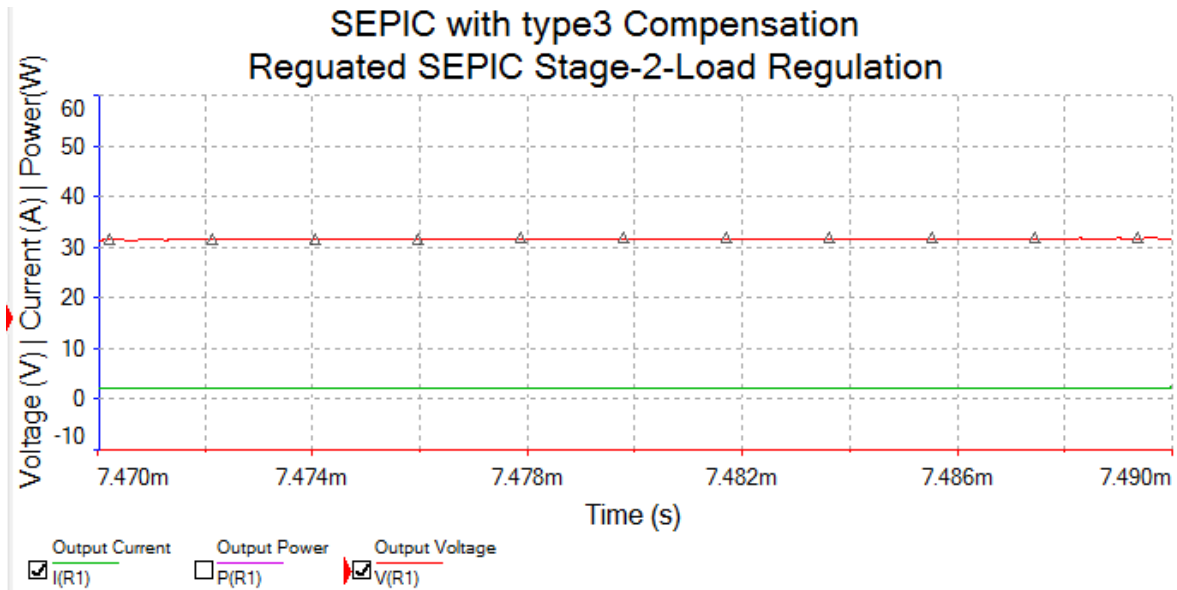 SEPIC with type3 Compensation
Reguated SEPIC Stage-2-Load Regulation
Voltage (V) | Current (A) | Power(W)
60
50
40
30
20
10
0
-10
7.470m 7.474m 7.478m 7.482m 7.486m 7.490m
Time (s)
Output Current Output Power Output Voltage
I(R1) P(R1) V(R1)